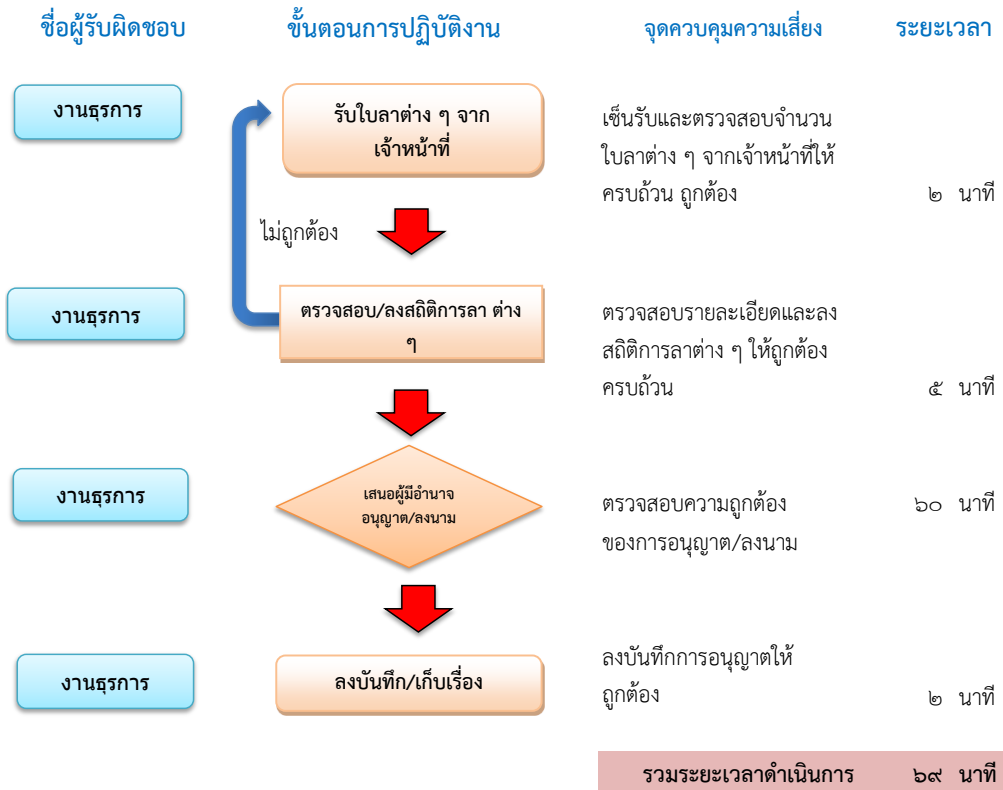 ชื่อผู้รับผิดชอบ ขั้นตอนการปฏิบัติงาน จุดควบคุมความเสี่ยง ระยะเวลา
งานธุรการ
รับใบลาต่าง ๆ จาก
เจ้าหน้าที่
เซ็นรับและตรวจสอบจำนวน
ใบลาต่าง ๆ จากเจ้าหน้าที่ให้
ครบถ้วน ถูกต้อง ๒ นาที
ไม่ถูกต้อง
งานธุรการ
ตรวจสอบ/ลงสถิติการลา ต่าง
ๆ
ตรวจสอบรายละเอียดและลง
สถิติการลาต่าง ๆ ให้ถูกต้อง
ครบถ้วน ๕ นาที
งานธุรการ
เสนอผู้มีอำนาจ
อนุญาต/ลงนาม
ตรวจสอบความถูกต้อง ๖๐ นาที
ของการอนุญาต/ลงนาม
งานธุรการ
ลงบันทึก/เก็บเรื่อง
ลงบันทึกการอนุญาตให้
ถูกต้อง ๒ นาที
รวมระยะเวลาดำเนินการ ๖๙ นาที